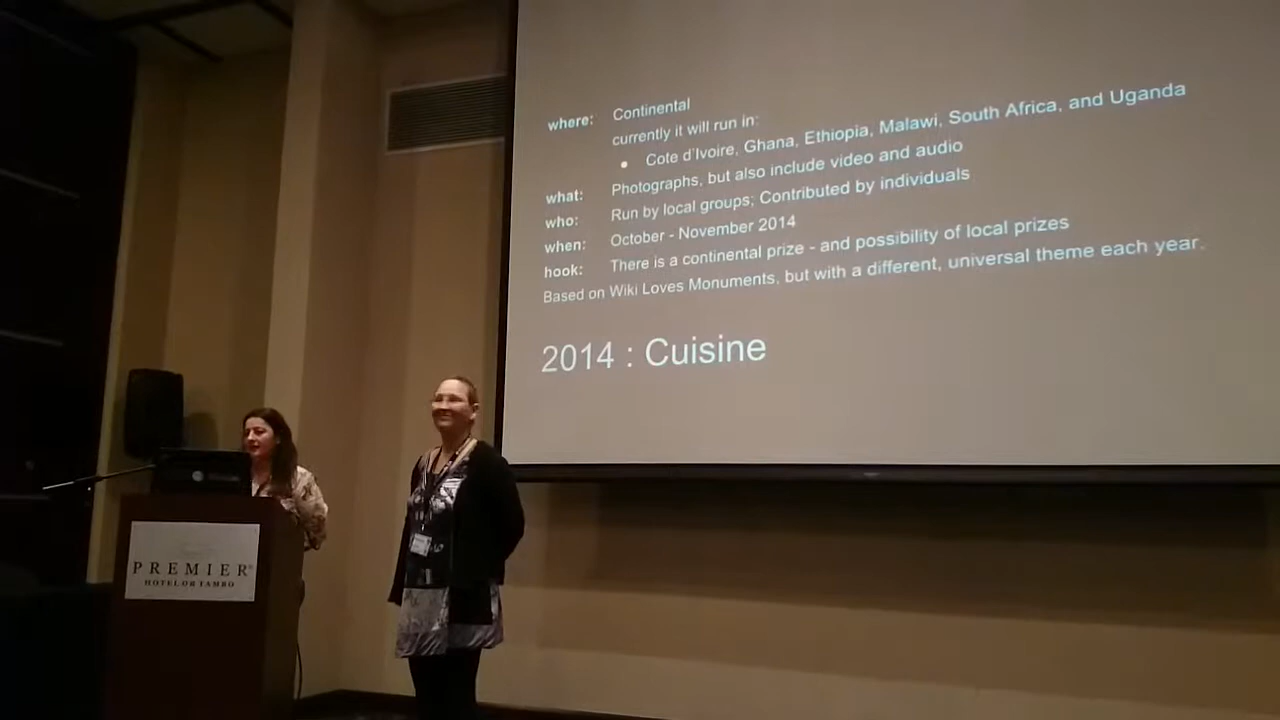 where: Continental
currently it will run in:
• Cote d'Ivoire, Ghana, Ethiopia, Malawi, South Africa, and Uganda
what: Photographs, but also include video and audio
who: Run by local groups; Contributed by individuals
when: October - November 2014
hook: There is a continental prize - and possibility of local prizes
Based on Wiki Loves Monuments, but with a different, universal theme each year.
2014 : Cuisine
PREMIER
HOTEL OR TAMBO